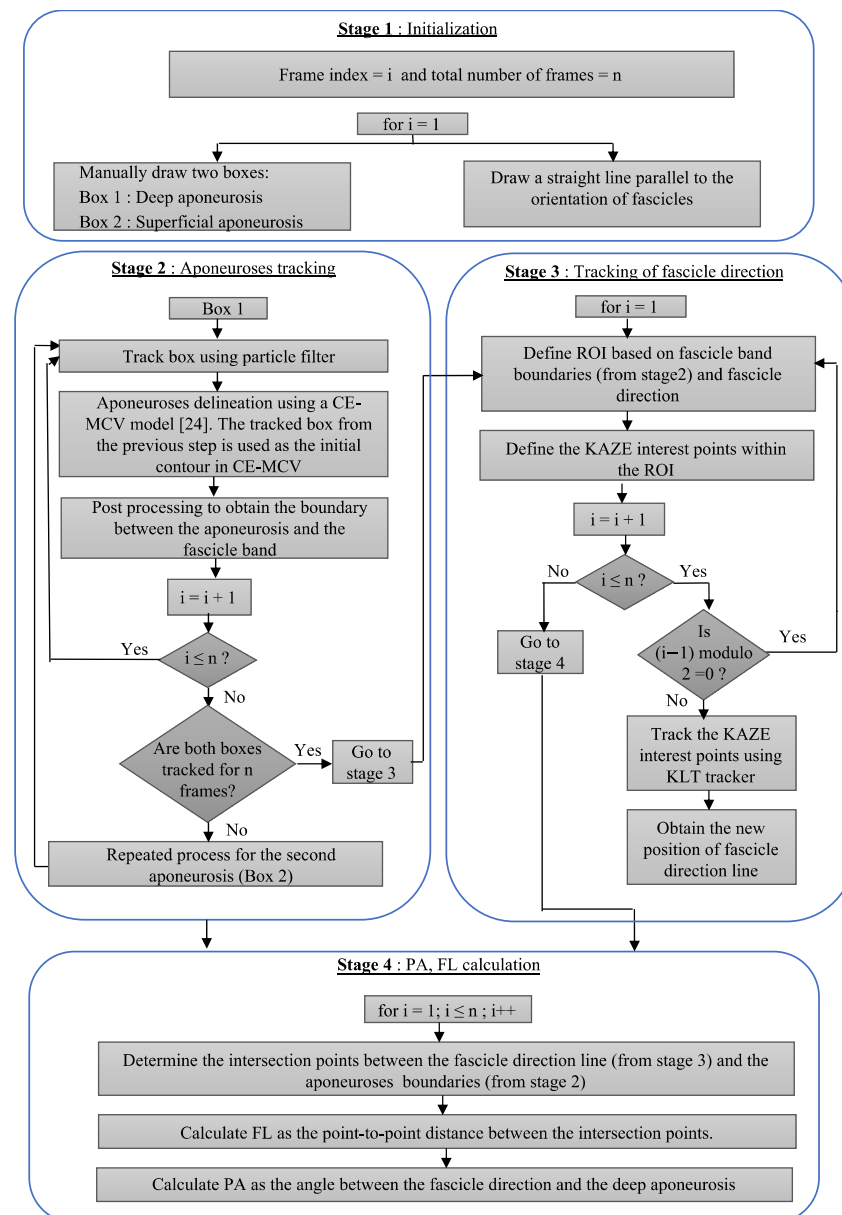 Stage 1 : Initialization
Frame index = i and total number of frames = n
for i = 1
Manually draw two boxes:
Box 1 : Deep aponeurosis
Box 2 : Superficial aponeurosis
Draw a straight line parallel to the
orientation of fascicles
Stage 2 : Aponeuroses tracking
Box 1
Track box using particle filter
Aponeuroses delineation using a CE-
MCV model [24]. The tracked box from
the previous step is used as the initial
contour in CE-MCV
Post processing to obtain the boundary
between the aponeurosis and the
fascicle band
i = i + 1
Yes
i ≤ n ?
No
Are both boxes
tracked for n
frames?
Yes
Go to
stage 3
No
Repeated process for the second
aponeurosis (Box 2)
Stage 3 : Tracking of fascicle direction
for i = 1
Define ROI based on fascicle band
boundaries (from stage2) and fascicle
direction
Define the KAZE interest points within
the ROI
i = i + 1
No
i ≤ n ?
Yes
Go to
stage 4
Is
(i−1) modulo
2 =0 ?
Yes
No
Track the KAZE
interest points using
KLT tracker
Obtain the new
position of fascicle
direction line
Stage 4 : PA, FL calculation
for i = 1; i ≤ n ; i++
Determine the intersection points between the fascicle direction line (from stage 3) and the
aponeuroses boundaries (from stage 2)
Calculate FL as the point-to-point distance between the intersection points.
Calculate PA as the angle between the fascicle direction and the deep aponeurosis